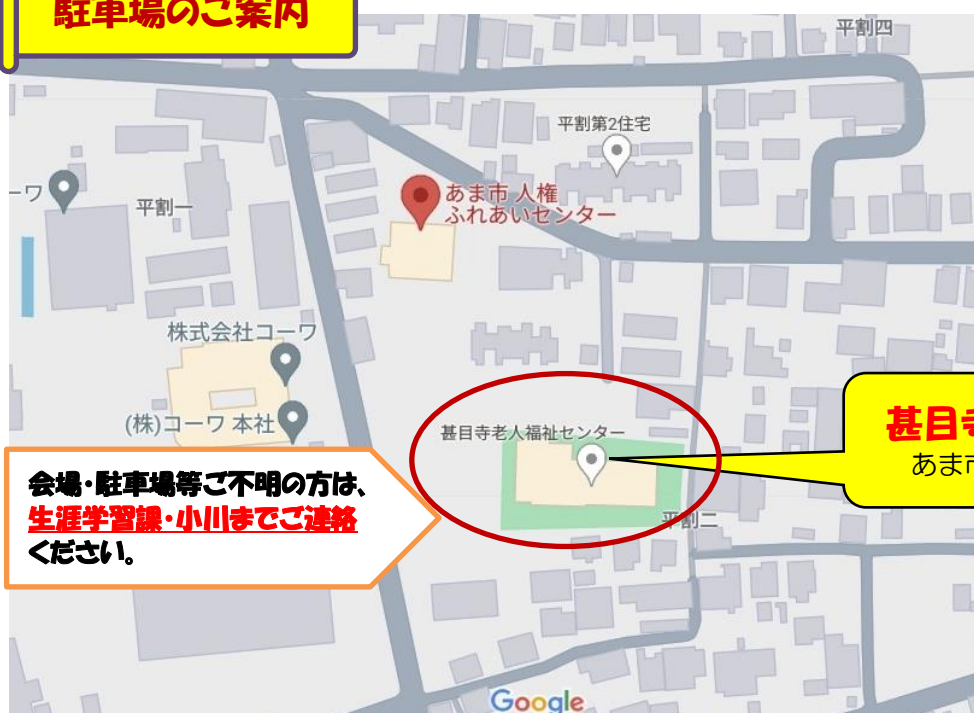 駐車場のご案内
平割四
平割第2住宅
ーワ
平割一
あま市 人権
ふれあいセンター
株式会社コーワ
(株)コーワ 本社
甚目寺老人福祉センター
甚目寺
あま市
会場・駐車場等ご不明の方は、
生涯学習課・小川までご連絡
ください。
平割二
Google